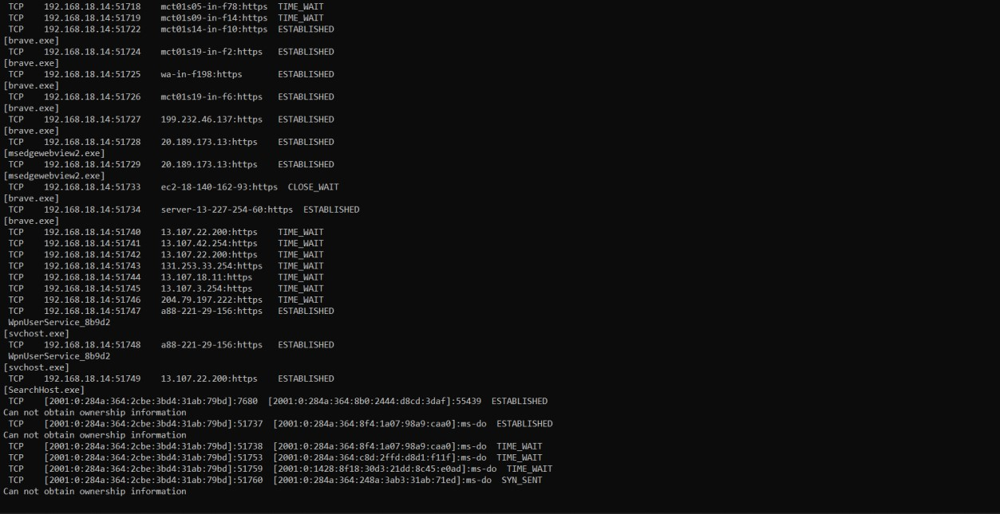 TCP    192.168.18.14:51718    mct01s05-in-f78:https  TIME_WAIT
TCP    192.168.18.14:51719    mct01s09-in-f14:https  TIME_WAIT
TCP    192.168.18.14:51722    mct01s14-in-f10:https  ESTABLISHED
[brave.exe]
TCP    192.168.18.14:51724    mct01s19-in-f2:https   ESTABLISHED
[brave.exe]
TCP    192.168.18.14:51725    wa-in-f198:https       ESTABLISHED
[brave.exe]
TCP    192.168.18.14:51726    mct01s19-in-f6:https   ESTABLISHED
[brave.exe]
TCP    192.168.18.14:51727    199.232.46.137:https   ESTABLISHED
[brave.exe]
TCP    192.168.18.14:51728    20.189.173.13:https    ESTABLISHED
[msedgewebview2.exe]
TCP    192.168.18.14:51729    20.189.173.13:https    ESTABLISHED
[msedgewebview2.exe]
TCP    192.168.18.14:51733    ec2-18-140-162-93:https  CLOSE_WAIT
[brave.exe]
TCP    192.168.18.14:51734    server-13-227-254-60:https  ESTABLISHED
[brave.exe]
TCP    192.168.18.14:51740    13.107.22.200:https    TIME_WAIT
TCP    192.168.18.14:51741    13.107.42.254:https    TIME_WAIT
TCP    192.168.18.14:51742    13.107.22.200:https    TIME_WAIT
TCP    192.168.18.14:51743    131.253.33.254:https   TIME_WAIT
TCP    192.168.18.14:51744    13.107.18.11:https     TIME_WAIT
TCP    192.168.18.14:51745    13.107.3.254:https     TIME_WAIT
TCP    192.168.18.14:51746    204.79.197.222:https   TIME_WAIT
TCP    192.168.18.14:51747    a88-221-29-156:https   ESTABLISHED
WpnUserService_8b9d2
[svchost.exe]
TCP    192.168.18.14:51748    a88-221-29-156:https   ESTABLISHED
WpnUserService_8b9d2
[svchost.exe]
TCP    192.168.18.14:51749    13.107.22.200:https    ESTABLISHED
[SearchHost.exe]
TCP    [2001:0:284a:364:2cbe:3bd4:31ab:79bd]:7680  [2001:0:284a:364:8b0:2444:d8cd:3daf]:55439  ESTABLISHED
Can not obtain ownership information
TCP    [2001:0:284a:364:2cbe:3bd4:31ab:79bd]:51737  [2001:0:284a:364:8f4:1a07:98a9:caa0]:ms-do  ESTABLISHED
Can not obtain ownership information
TCP    [2001:0:284a:364:2cbe:3bd4:31ab:79bd]:51738  [2001:0:284a:364:8f4:1a07:98a9:caa0]:ms-do  TIME_WAIT
TCP    [2001:0:284a:364:2cbe:3bd4:31ab:79bd]:51753  [2001:0:284a:364:c8d:2ffd:d8d1:f11f]:ms-do  TIME_WAIT
TCP    [2001:0:284a:364:2cbe:3bd4:31ab:79bd]:51759  [2001:0:1428:8f18:30d3:21dd:8c45:e0ad]:ms-do  TIME_WAIT
TCP    [2001:0:284a:364:2cbe:3bd4:31ab:79bd]:51760  [2001:0:284a:364:248a:3ab3:31ab:71ed]:ms-do  SYN_SENT
Can not obtain ownership information